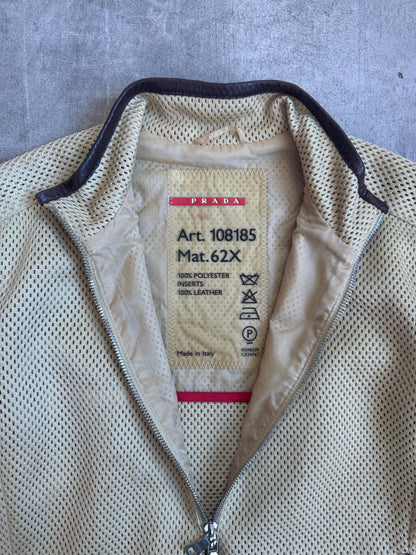 PRADA
Art. 108185
Mat. 62X
100% POLYESTER
INSERTS:
100% LEATHER
P
Made in Italy